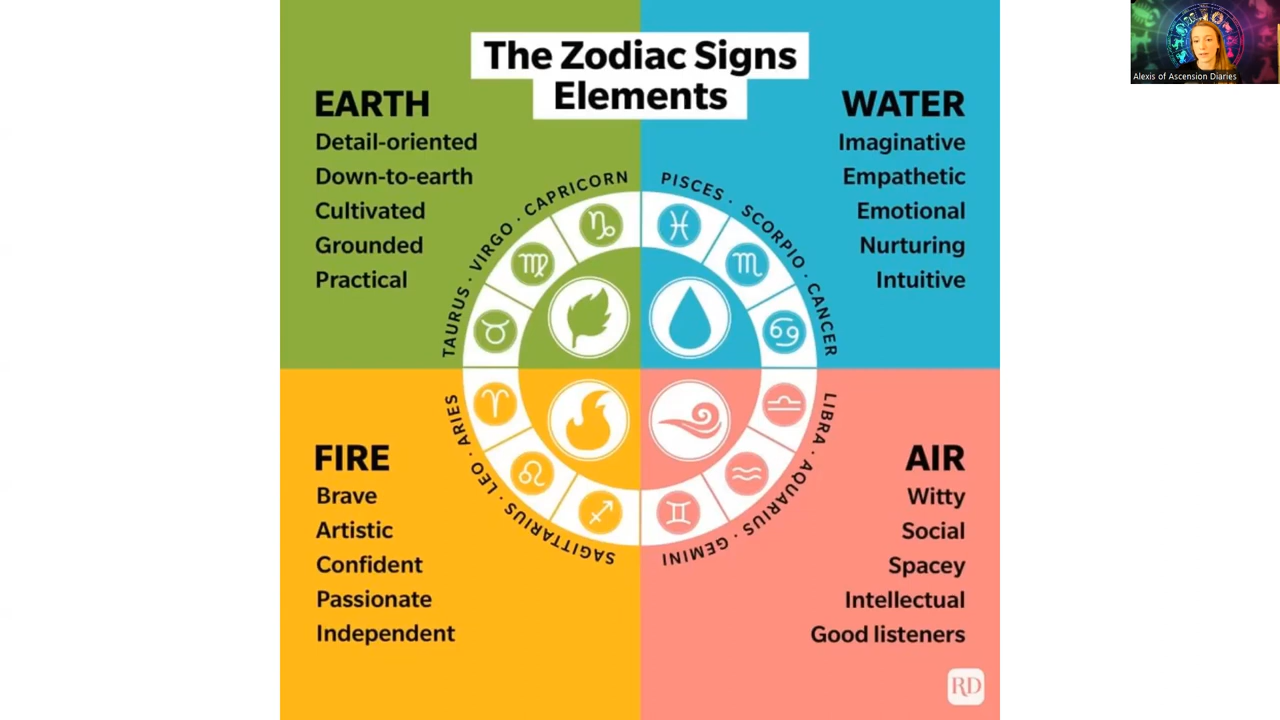 The Zodiac Signs
Elements
EARTH
Detail-oriented
Down-to-earth
Cultivated
Grounded
Practical
WATER
Imaginative
Empathetic
Emotional
Nurturing
Intuitive
TAURUS · VIRGO · CAPRICORN
PISCES · SCORPIO · CANCER
SAGITTARIUS · LEO · ARIES
LIBRA · AQUARIUS · GEMINI
FIRE
Brave
Artistic
Confident
Passionate
Independent
AIR
Witty
Social
Spacey
Intellectual
Good listeners
RD
Alexis of Ascension Diaries